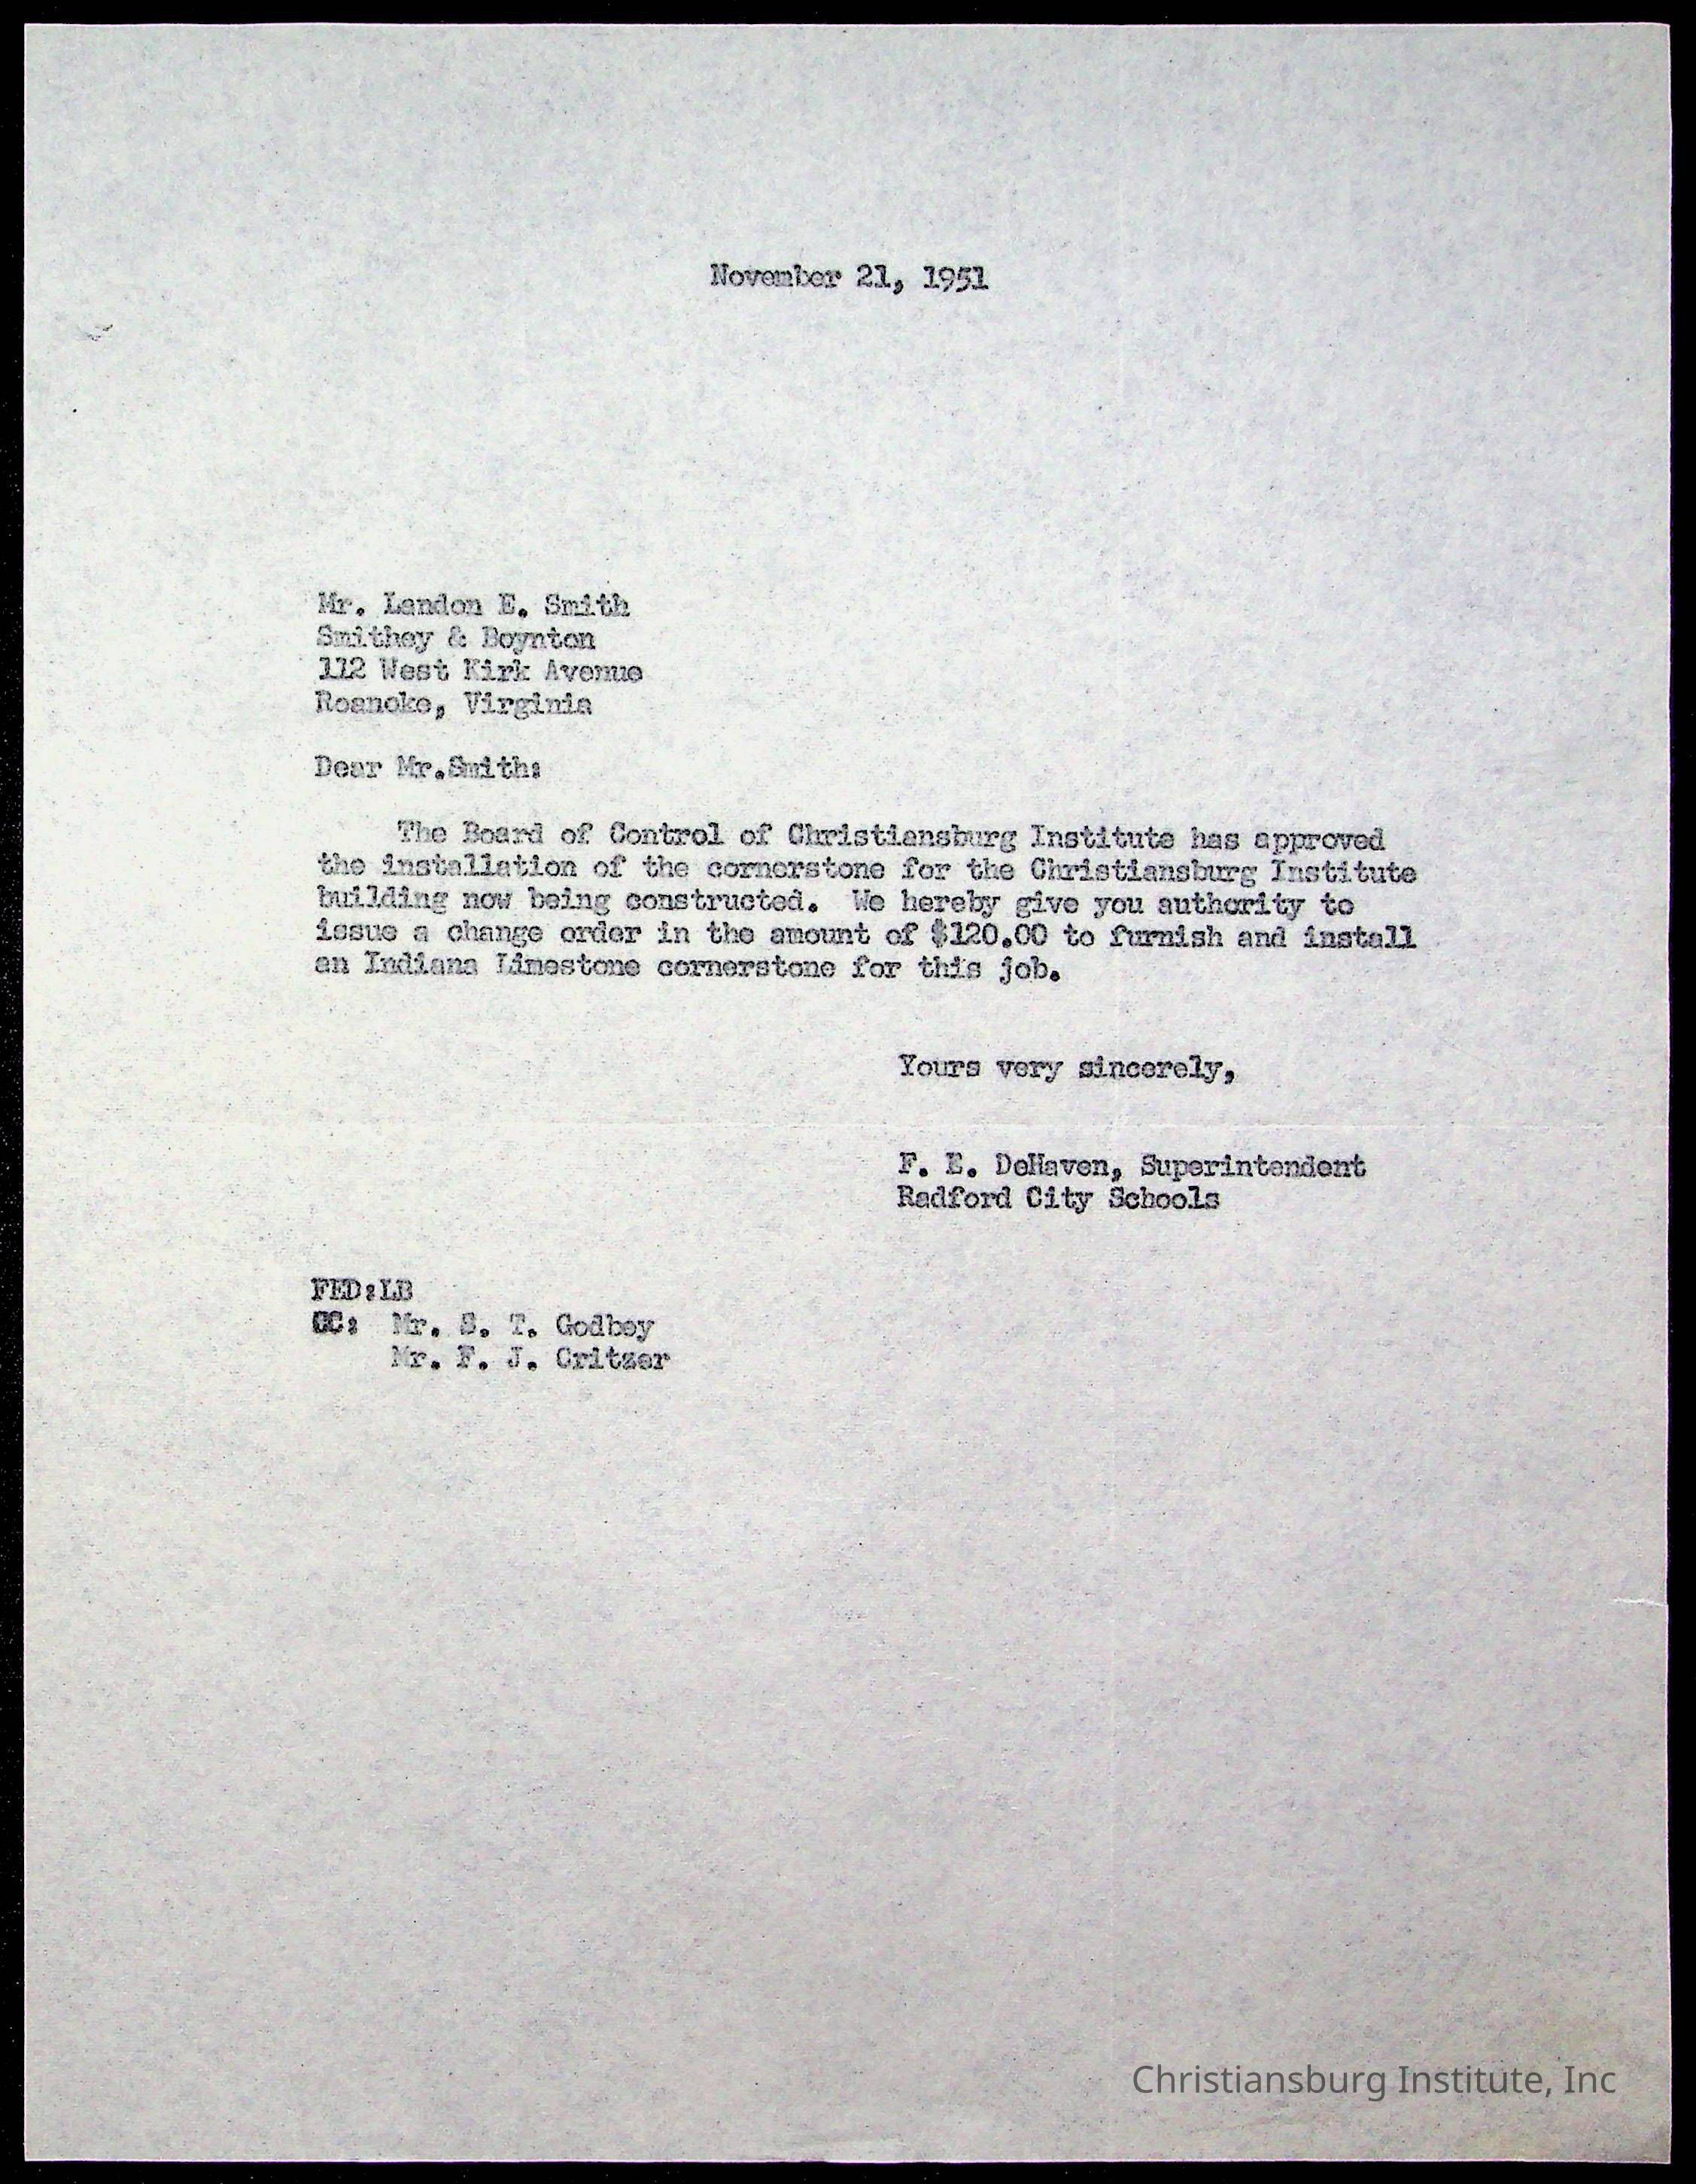 November 21, 1951
Mr. Landon E. Smith
Smithey & Boynton
112 West Kirk Avenue
Roanoke, Virginia
Dear Mr.Smith:
The Board of Control of Christiansburg Institute has approved
the installation of the cornerstone for the Christiansburg Institute
building now being constructed. We hereby give you authority to
issue a change order in the amount of $120.00 to furnish and install
an Indiana Limestone cornerstone for this job.
Yours very sincerely,
F. E. DeHaven, Superintendent
Radford City Schools
FED:LB
CC: Mr. S. T. Godbey
Mr. F. J. Critzer
Christiansburg Institute, Inc